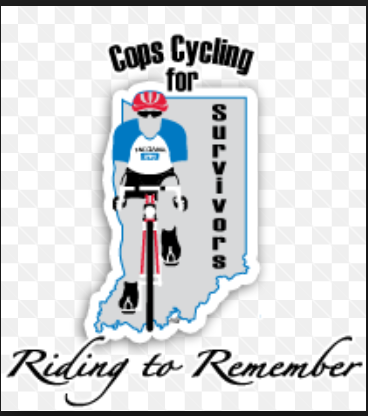 Cops Cycling
for
Survivors
Riding to Remember